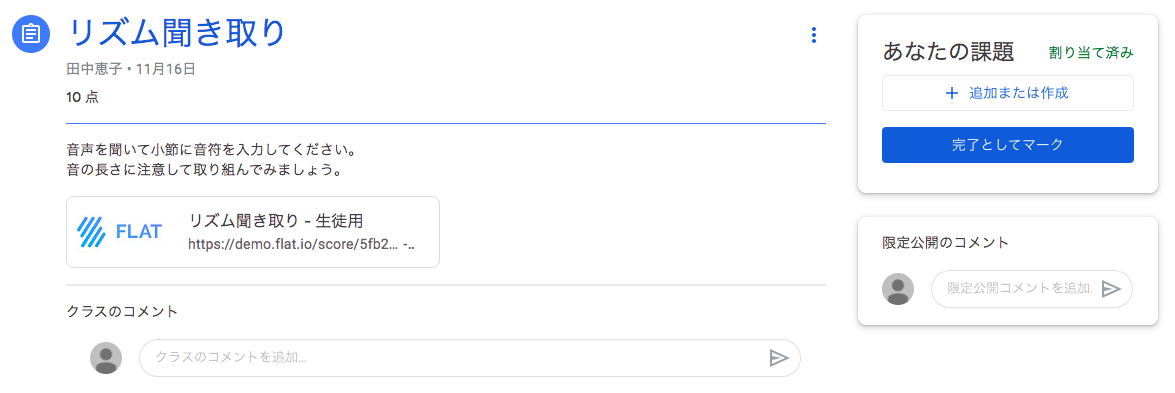 リズム聞き取り
田中恵子 • 11月16日
10 点
音声を聞いて小節に音符を入力してください。
音の長さに注意して取り組んでみましょう。
FLAT
リズム聞き取り - 生徒用
https://demo.flat.io/score/5fb2... -..
クラスのコメント
クラスのコメントを追加...
あなたの課題
割り当て済み
+ 追加または作成
完了としてマーク
限定公開のコメント
限定公開コメントを追加.